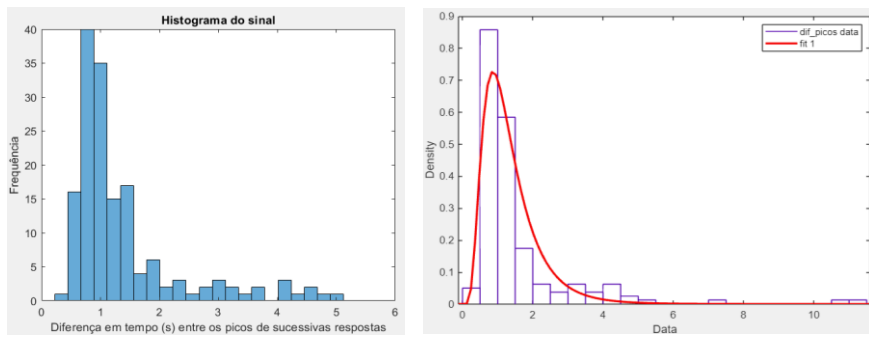 Histograma do sinal
Frequência
40
35
30
25
20
15
10
5
0
0 1 2 3 4 5 6
Diferença em tempo (s) entre os picos de sucessivas respostas
dif_picos data
fit 1
Density
0.9
0.8
0.7
0.6
0.5
0.4
0.3
0.2
0.1
0
0 2 4 6 8 10
Data